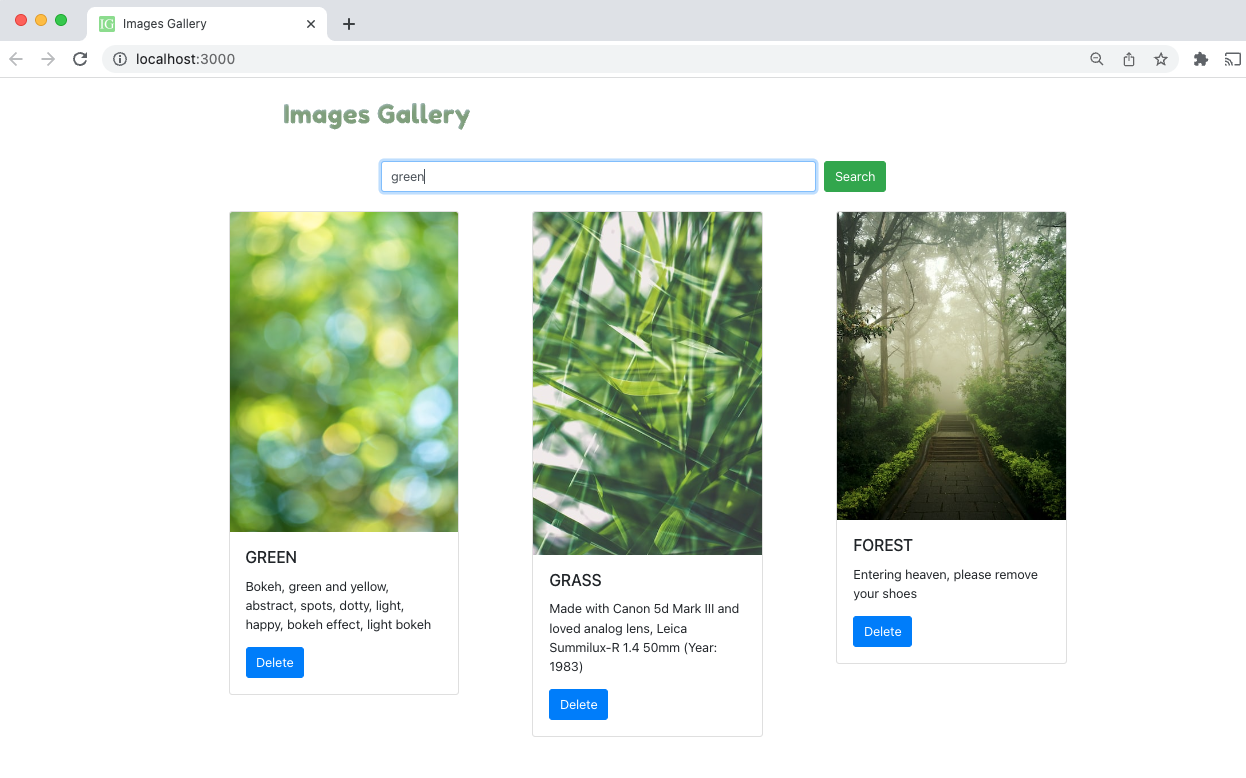 IG Images Gallery
localhost:3000
Images Gallery
green
Search
GREEN
Bokeh, green and yellow,
abstract, spots, dotty, light,
happy, bokeh effect, light bokeh
Delete
GRASS
Made with Canon 5d Mark III and
loved analog lens, Leica
Summilux-R 1.4 50mm (Year:
1983)
Delete
FOREST
Entering heaven, please remove
your shoes
Delete